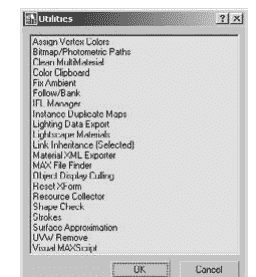 Utilities
Assign Vertex Colors
Bitmap/Photometric Paths
Clean MultiMaterial
Color Clipboard
Fix Ambient
Follow/Bank
IFL Manager
Instance Duplicate Maps
Lighting Data Export
Lightscape Materials
Link Inheritance (Selected)
Material XML Exporter
MAX File Finder
Object Display Culling
Reset XForm
Resource Collector
Shape Check
Strokes
Surface Approximation
UVW Remove
Visual MAXScript
OK Cancel